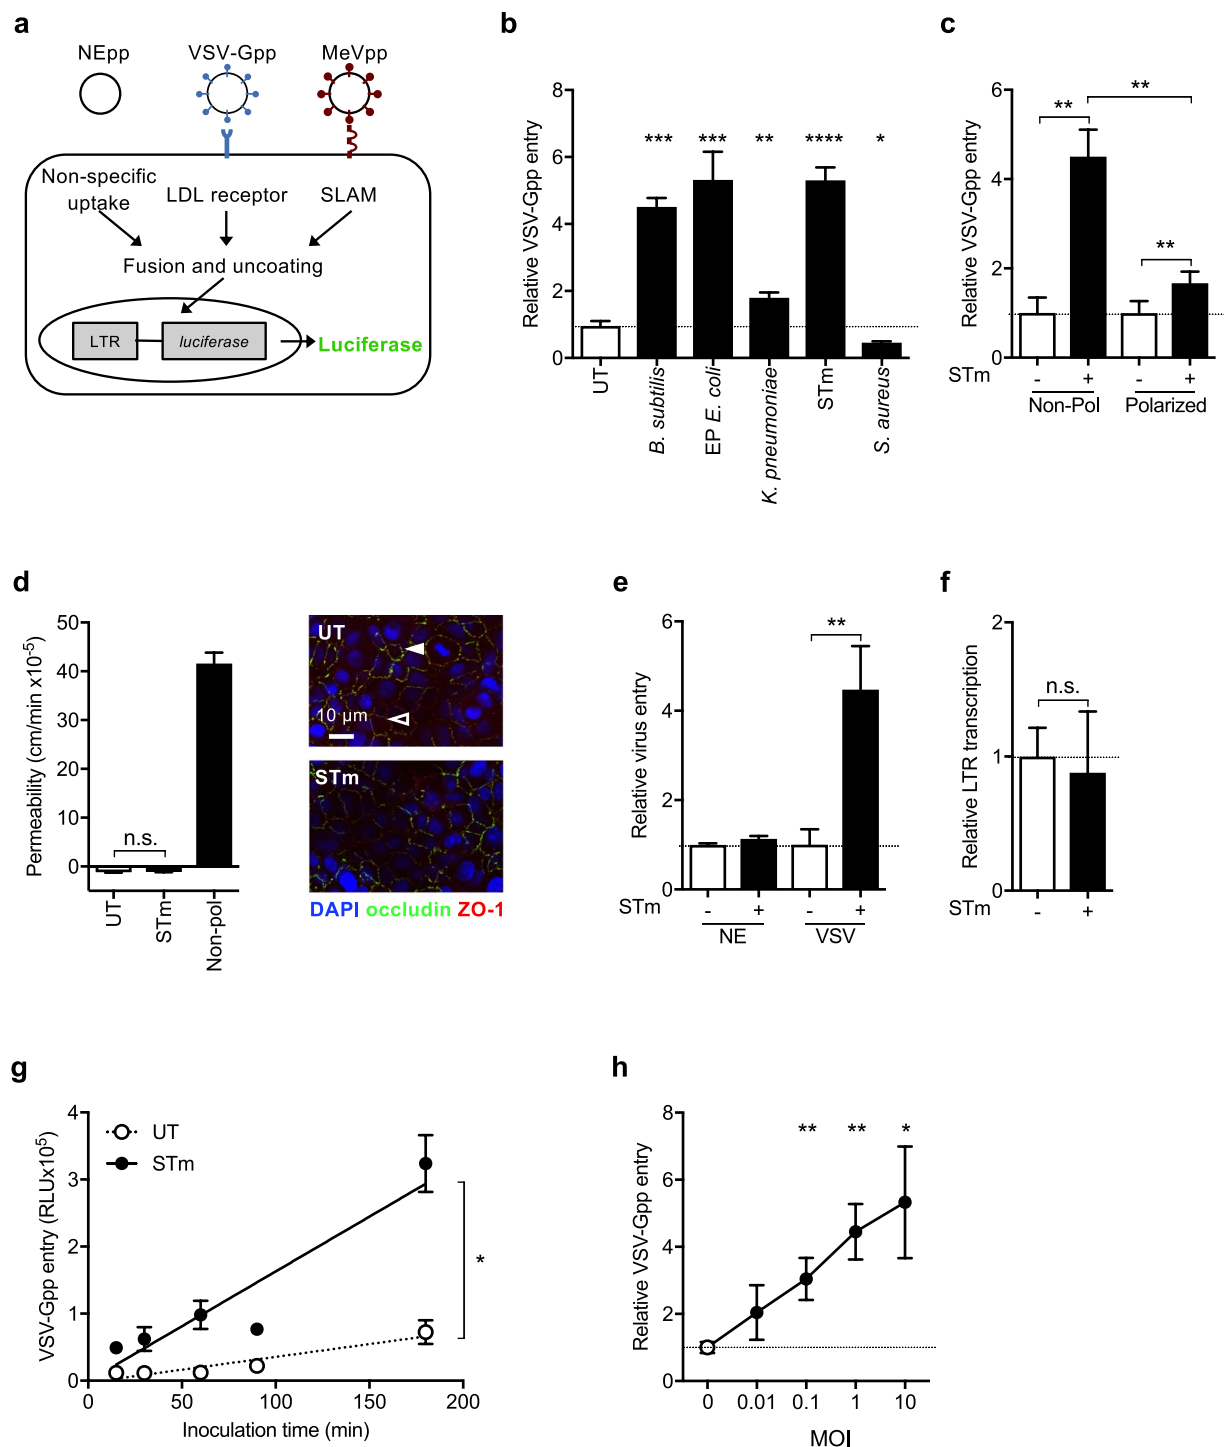 a
NEpp
VSV-Gpp
MeVpp
Non-specific
uptake
LDL receptor
SLAM
Fusion and uncoating
LTR
luciferase
Luciferase
b
Relative VSV-Gpp entry
8
6
4
2
0
***
***
**
****
*
UT
B. subtilis
EP E. coli
K. pneumoniae
STm
S. aureus
c
Relative VSV-Gpp entry
6
4
2
0
**
**
**
STm
- + - +
Non-Pol
Polarized
d
Permeability (cm/min x10⁻⁵)
50
40
30
20
10
0
n.s.
UT
STm
Non-pol
UT
10 µm
STm
DAPI occludin ZO-1
e
Relative virus entry
6
4
2
0
**
STm
- + - +
NE
VSV
f
Relative LTR transcription
2
1
0
n.s.
STm
- +
g
VSV-Gpp entry (RLUx10⁵)
4
3
2
1
0
UT
STm
*
0 50 100 150 200
Inoculation time (min)
h
Relative VSV-Gpp entry
8
6
4
2
0
** ** *
0 0.01 0.1 1 10
MOI